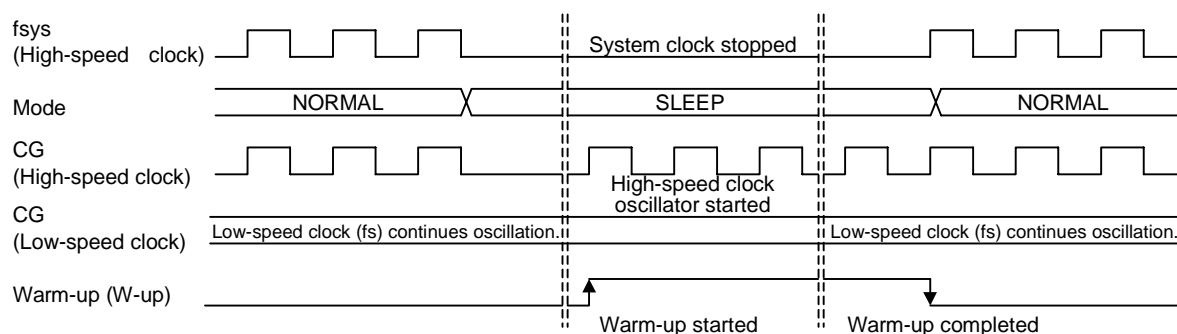 fsys
(High-speed clock)
System clock stopped
Mode
NORMAL
SLEEP
NORMAL
CG
(High-speed clock)
High-speed clock
oscillator started
CG
(Low-speed clock)
Low-speed clock (fs) continues oscillation.
Low-speed clock (fs) continues oscillation.
Warm-up (W-up)
Warm-up started
Warm-up completed